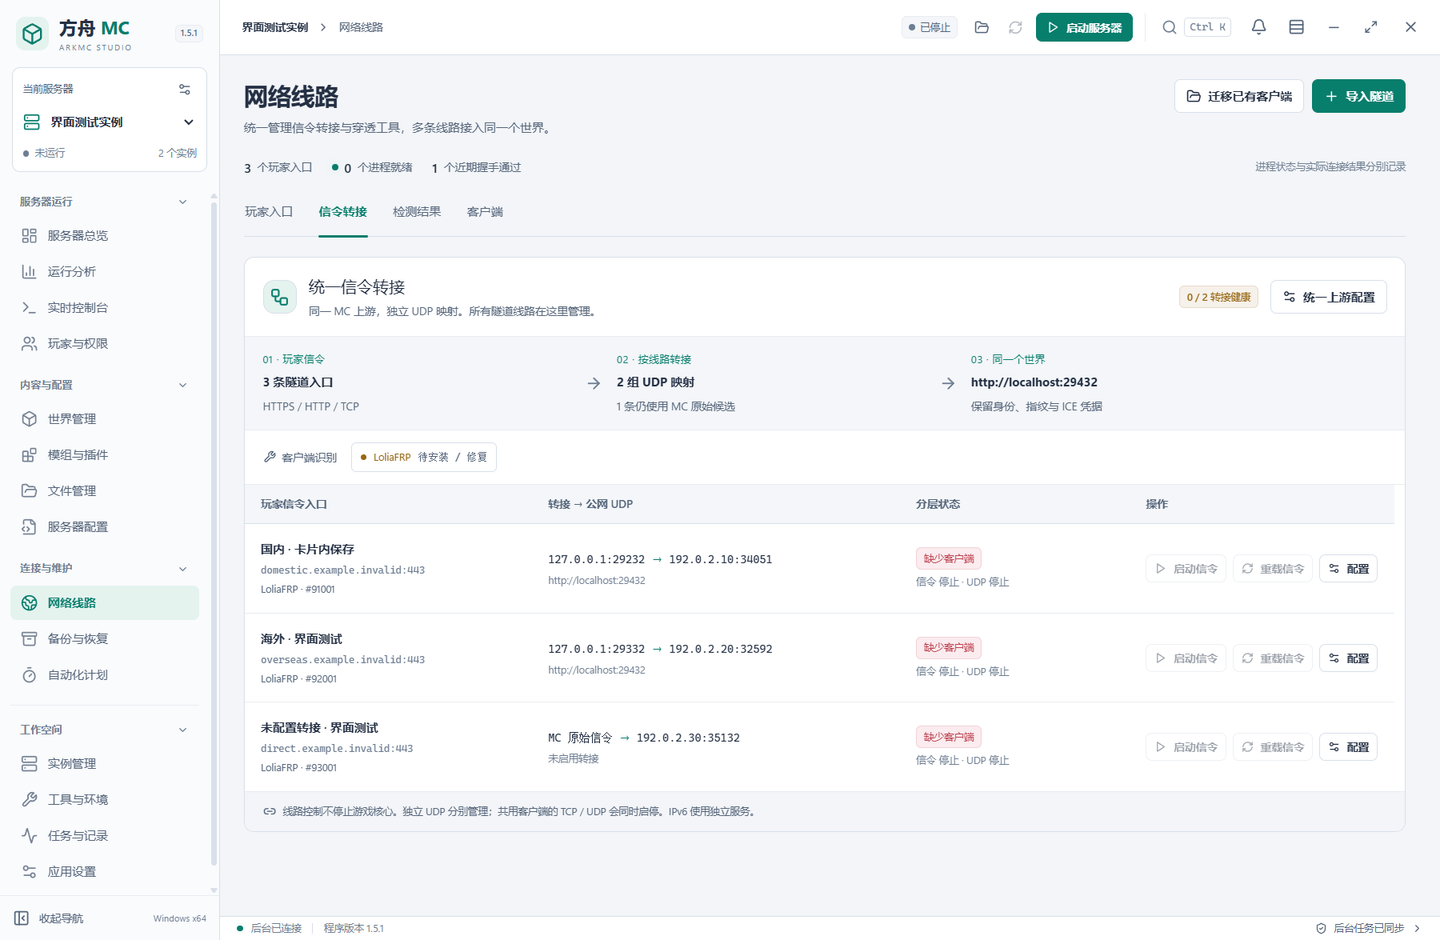 方舟 MC
ARKMC STUDIO
1.5.1
当前服务器
界面测试实例
未运行
2 个实例
服务器运行
服务器总览
运行分析
实时控制台
玩家与权限
内容与配置
世界管理
模组与插件
文件管理
服务器配置
连接与维护
网络线路
备份与恢复
自动化计划
工作空间
实例管理
工具与环境
任务与记录
应用设置
收起导航
Windows x64
界面测试实例
网络线路
已停止
启动服务器
Ctrl K
网络线路
统一管理信令转接与穿透工具，多条线路接入同一个世界。
迁移已有客户端
导入隧道
3 个玩家入口
0 个进程就绪
1 个近期握手通过
进程状态与实际连接结果分别记录
玩家入口
信令转接
检测结果
客户端
统一信令转接
同一 MC 上游，独立 UDP 映射。所有隧道线路在这里管理。
0 / 2 转接健康
统一上游配置
01 · 玩家信令
3 条隧道入口
HTTPS / HTTP / TCP
02 · 按线路转接
2 组 UDP 映射
1 条仍使用 MC 原始候选
03 · 同一个世界
http://localhost:29432
保留身份、指纹与 ICE 凭据
客户端识别
LoliaFRP 待安装 / 修复
玩家信令入口
转接 → 公网 UDP
分层状态
操作
国内 · 卡片内保存
domestic.example.invalid:443
LoliaFRP · #91001
127.0.0.1:29232 → 192.0.2.10:34051
http://localhost:29432
缺少客户端
信令 停止 · UDP 停止
启动信令
重载信令
配置
海外 · 界面测试
overseas.example.invalid:443
LoliaFRP · #92001
127.0.0.1:29332 → 192.0.2.20:32592
http://localhost:29432
缺少客户端
信令 停止 · UDP 停止
启动信令
重载信令
配置
未配置转接 · 界面测试
direct.example.invalid:443
LoliaFRP · #93001
MC 原始信令 → 192.0.2.30:35132
未启用转接
缺少客户端
信令 停止 · UDP 停止
启动信令
重载信令
配置
线路控制不停止游戏核心。独立 UDP 分别管理；共用客户端的 TCP / UDP 会同时启停。IPv6 使用独立服务。
后台已连接
程序版本 1.5.1
后台任务已同步